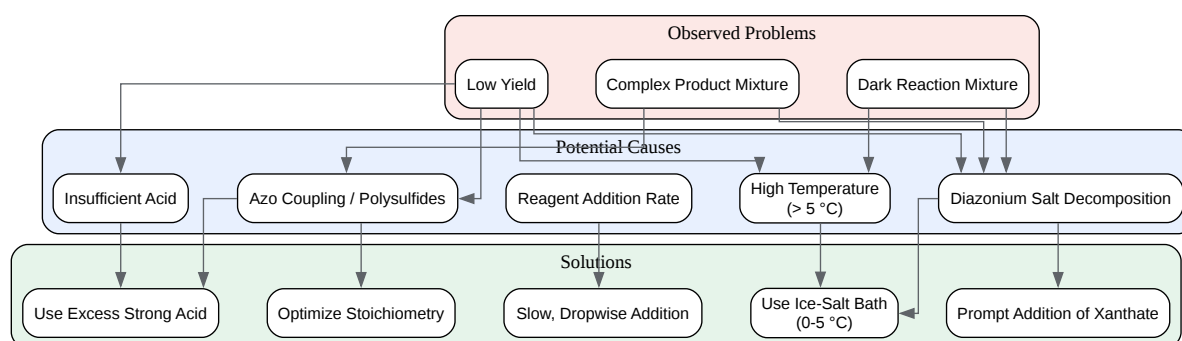 Observed Problems
Low Yield
Complex Product Mixture
Dark Reaction Mixture
Potential Causes
Insufficient Acid
Azo Coupling / Polysulfides
Reagent Addition Rate
High Temperature
(> 5 °C)
Diazonium Salt Decomposition
Solutions
Use Excess Strong Acid
Optimize Stoichiometry
Slow, Dropwise Addition
Use Ice-Salt Bath
(0-5 °C)
Prompt Addition of Xanthate